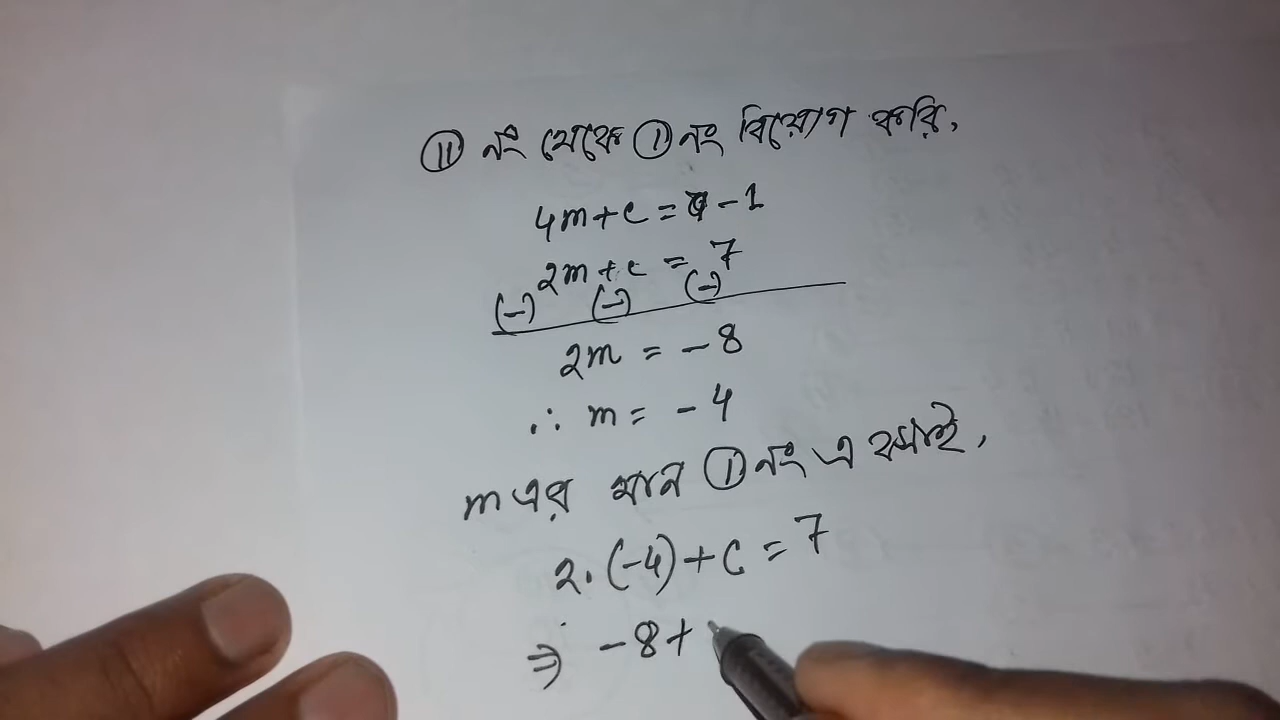 ii নং থেকে i নং বিয়োগ করি,
4m+c = -1
2m+c = 7
(-) (-) (-)
2m = -8
∴ m = -4
m এর মান i নং এ বসাই,
2.(-4)+c = 7
⇒ -8+